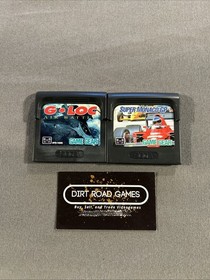 G-LOC
AIR BATTLE
GAME GEAR
SUPER MONACO GP
GAME GEAR
DIRT ROAD GAMES
Buy, Sell, and Trade Videogames